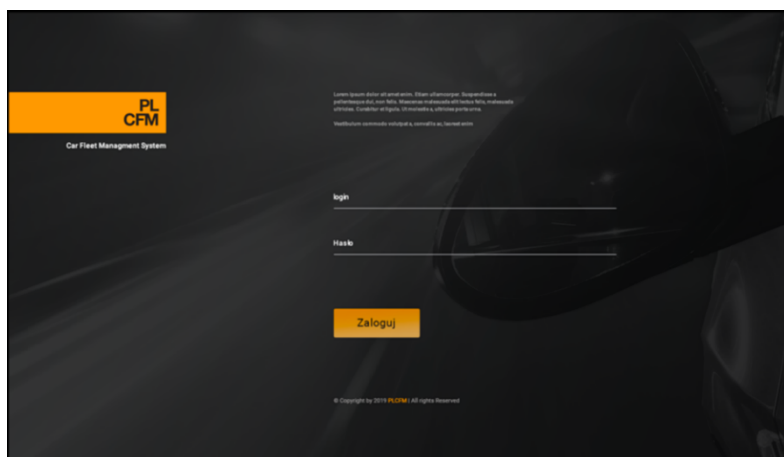 PL
CFM
Car Fleet Managment System
Lorem ipsum dolor sit amet enim. Etiam ullamcorper. Suspendisse a
pellentesque dui, non felis. Maecenas malesuada elit lectus felis, malesuada
ultricies. Curabitur et ligula. Ut molestie a, ultricies porta urna.
Vestibulum commodo volutpat a, convallis ac, laoreet enim
login
Hasło
Zaloguj
© Copyright by 2019 PLCFM | All rights Reserved